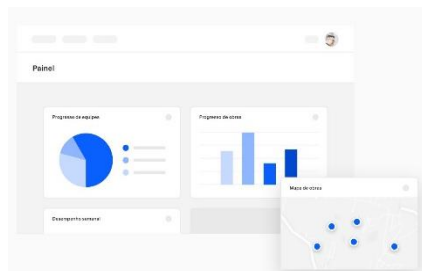 Painel
Progresso de equipes
Progresso de obras
Mapa de obras
Desempenho semanal